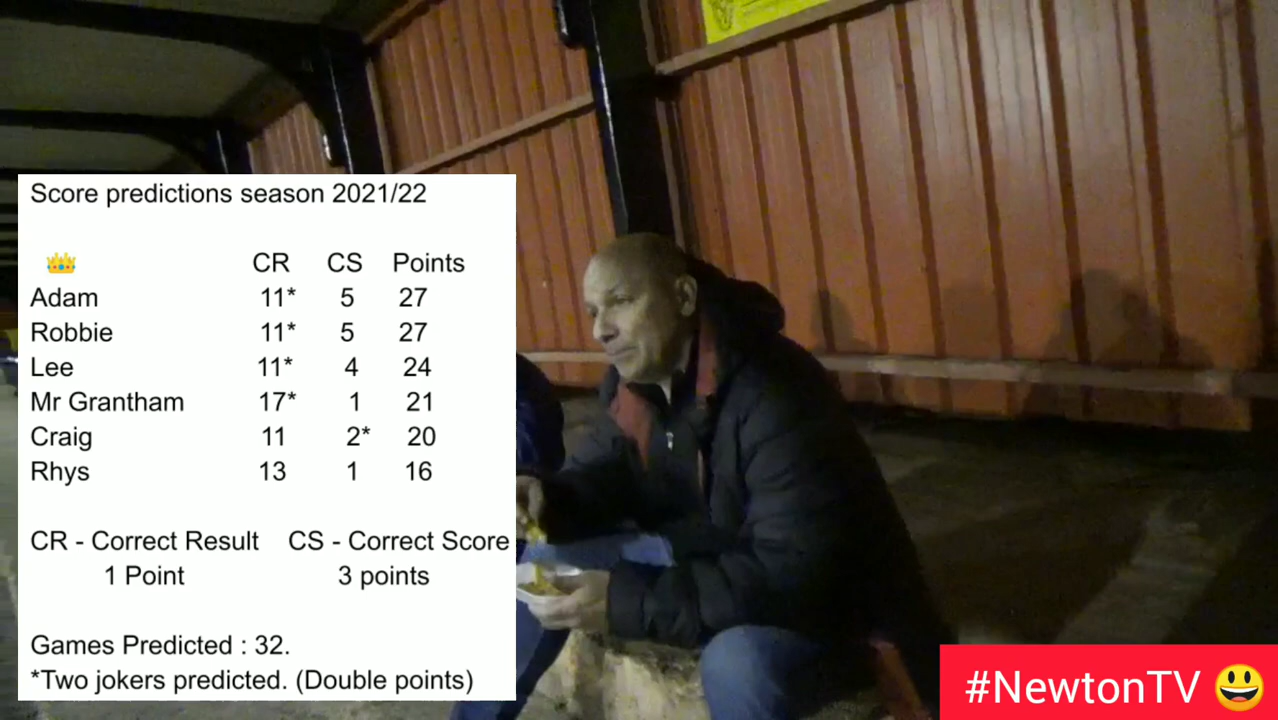 Score predictions season 2021/22
👑 CR CS Points
Adam 11* 5 27
Robbie 11* 5 27
Lee 11* 4 24
Mr Grantham 17* 1 21
Craig 11 2* 20
Rhys 13 1 16
CR - Correct Result CS - Correct Score
1 Point 3 points
Games Predicted : 32.
*Two jokers predicted. (Double points)
#NewtonTV 😃